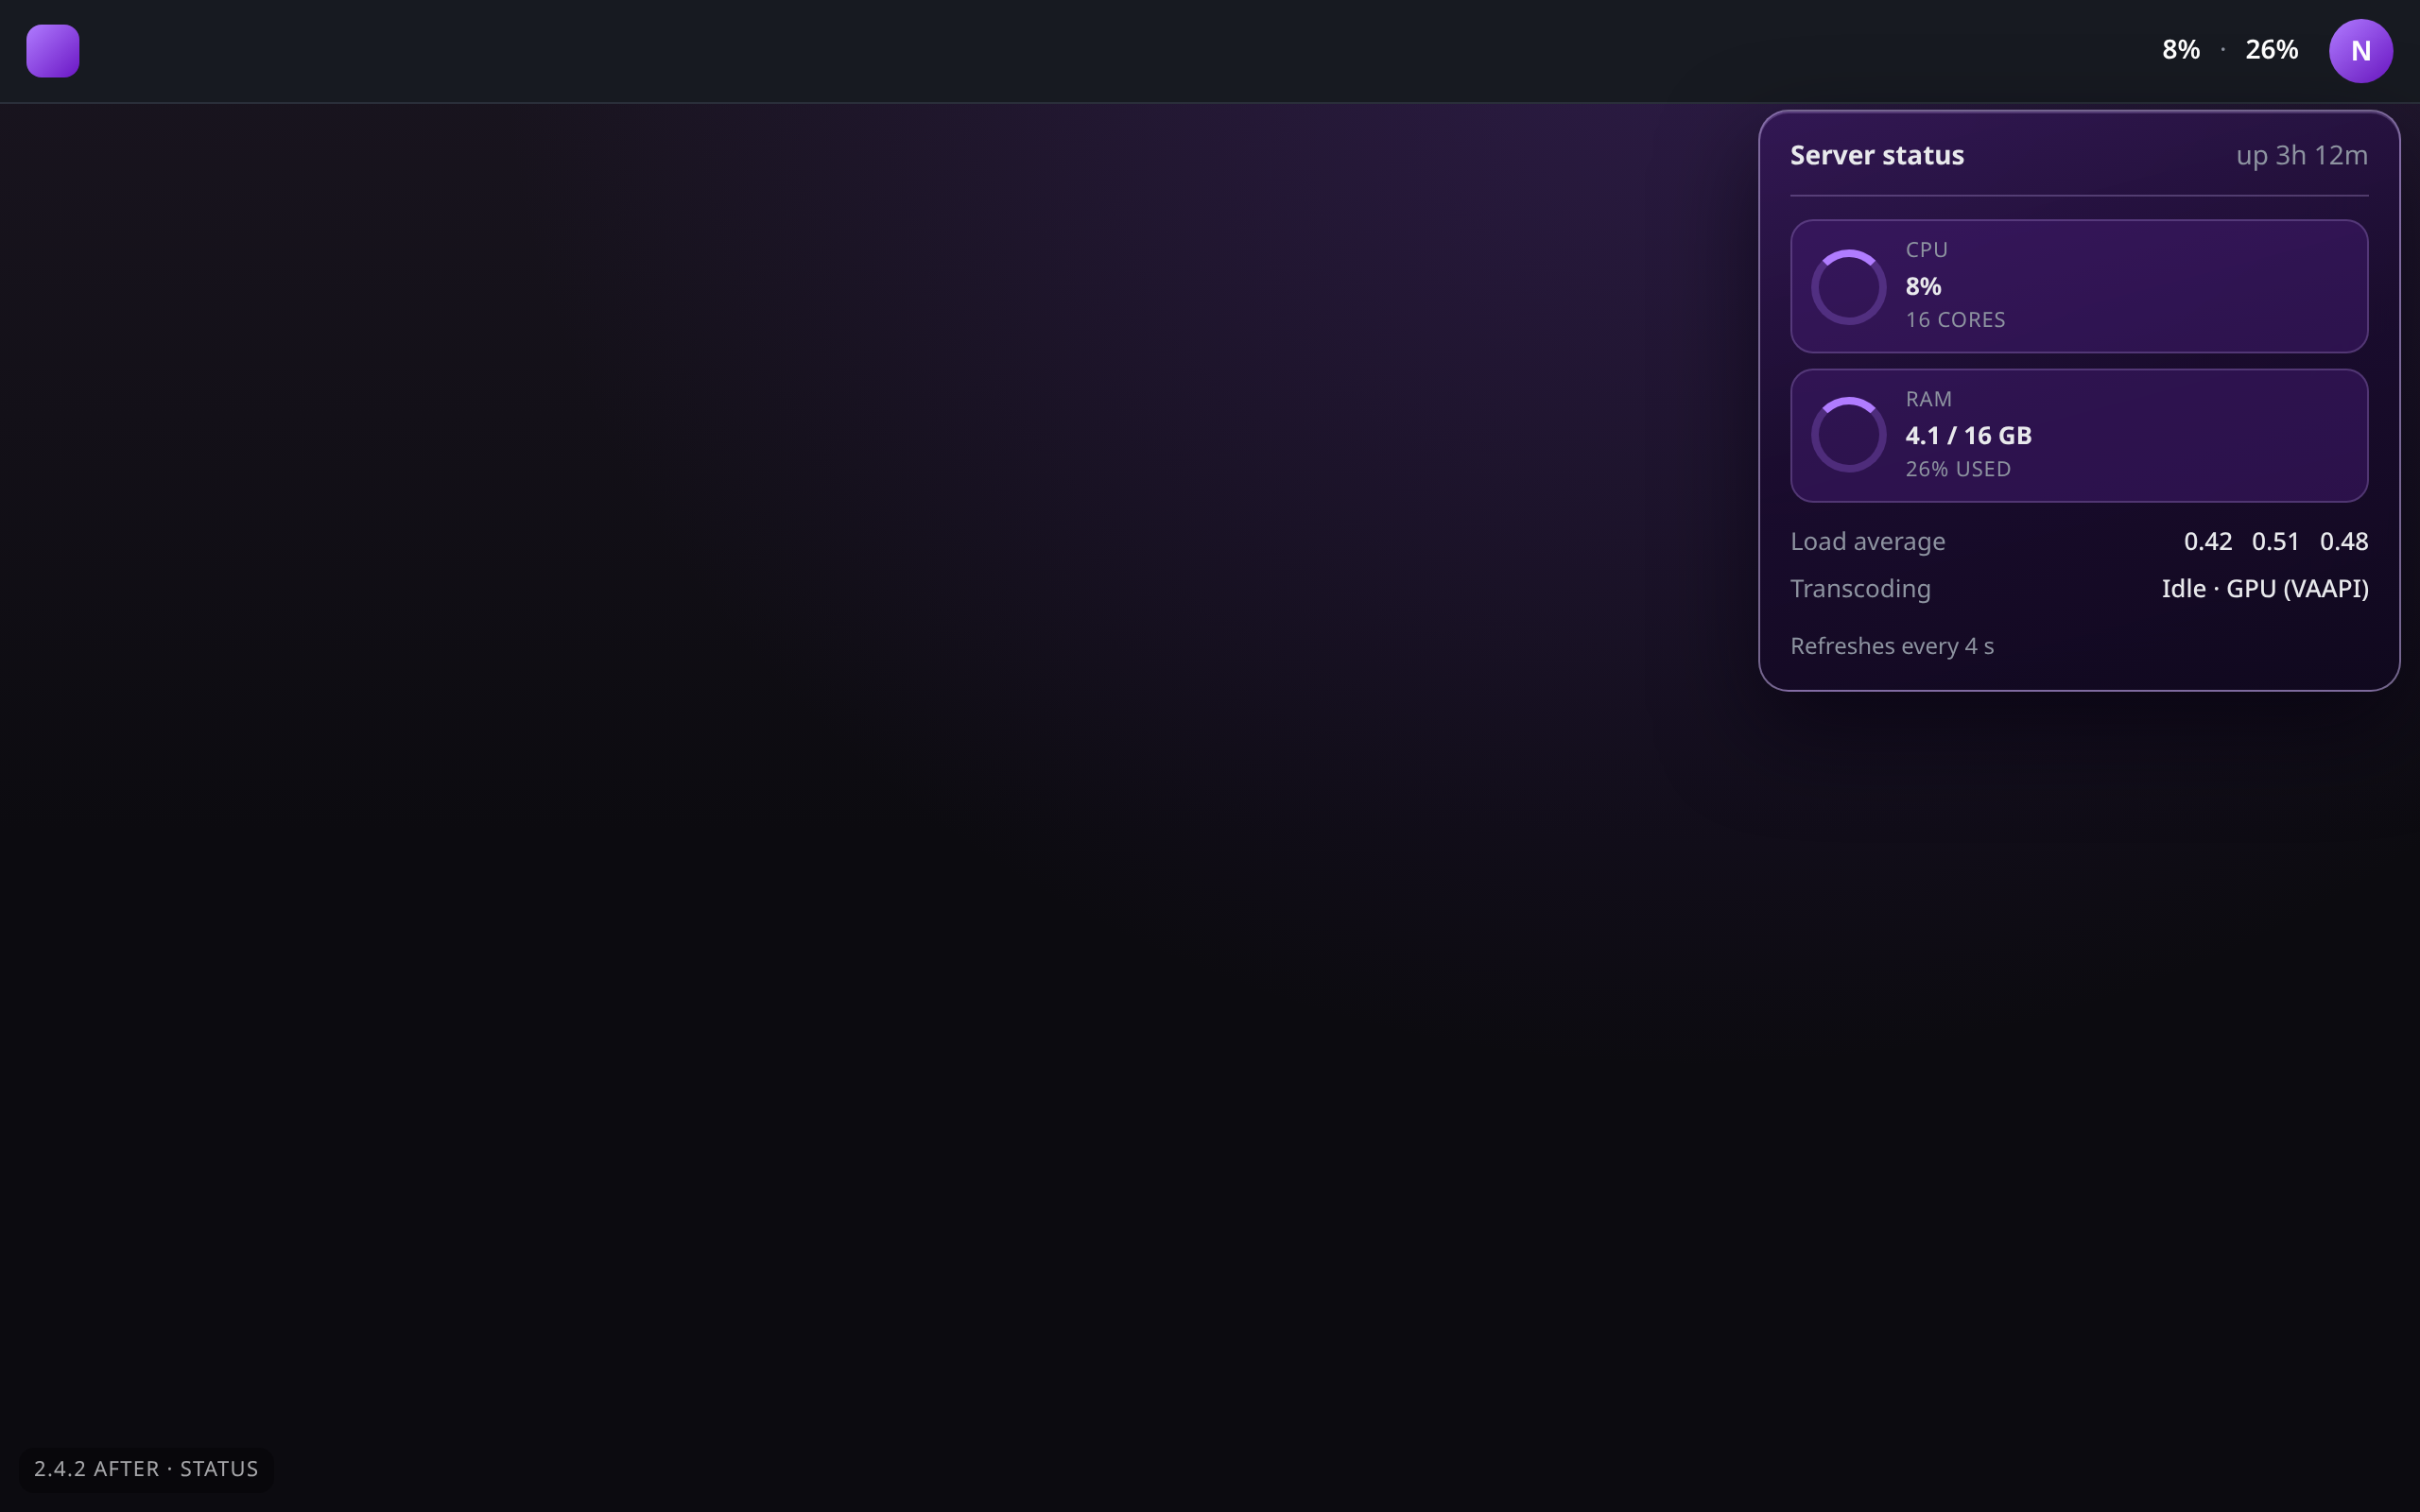 8% · 26% N
Server status up 3h 12m
CPU
8%
16 CORES
RAM
4.1 / 16 GB
26% USED
Load average 0.42 0.51 0.48
Transcoding Idle · GPU (VAAPI)
Refreshes every 4 s
2.4.2 AFTER · STATUS